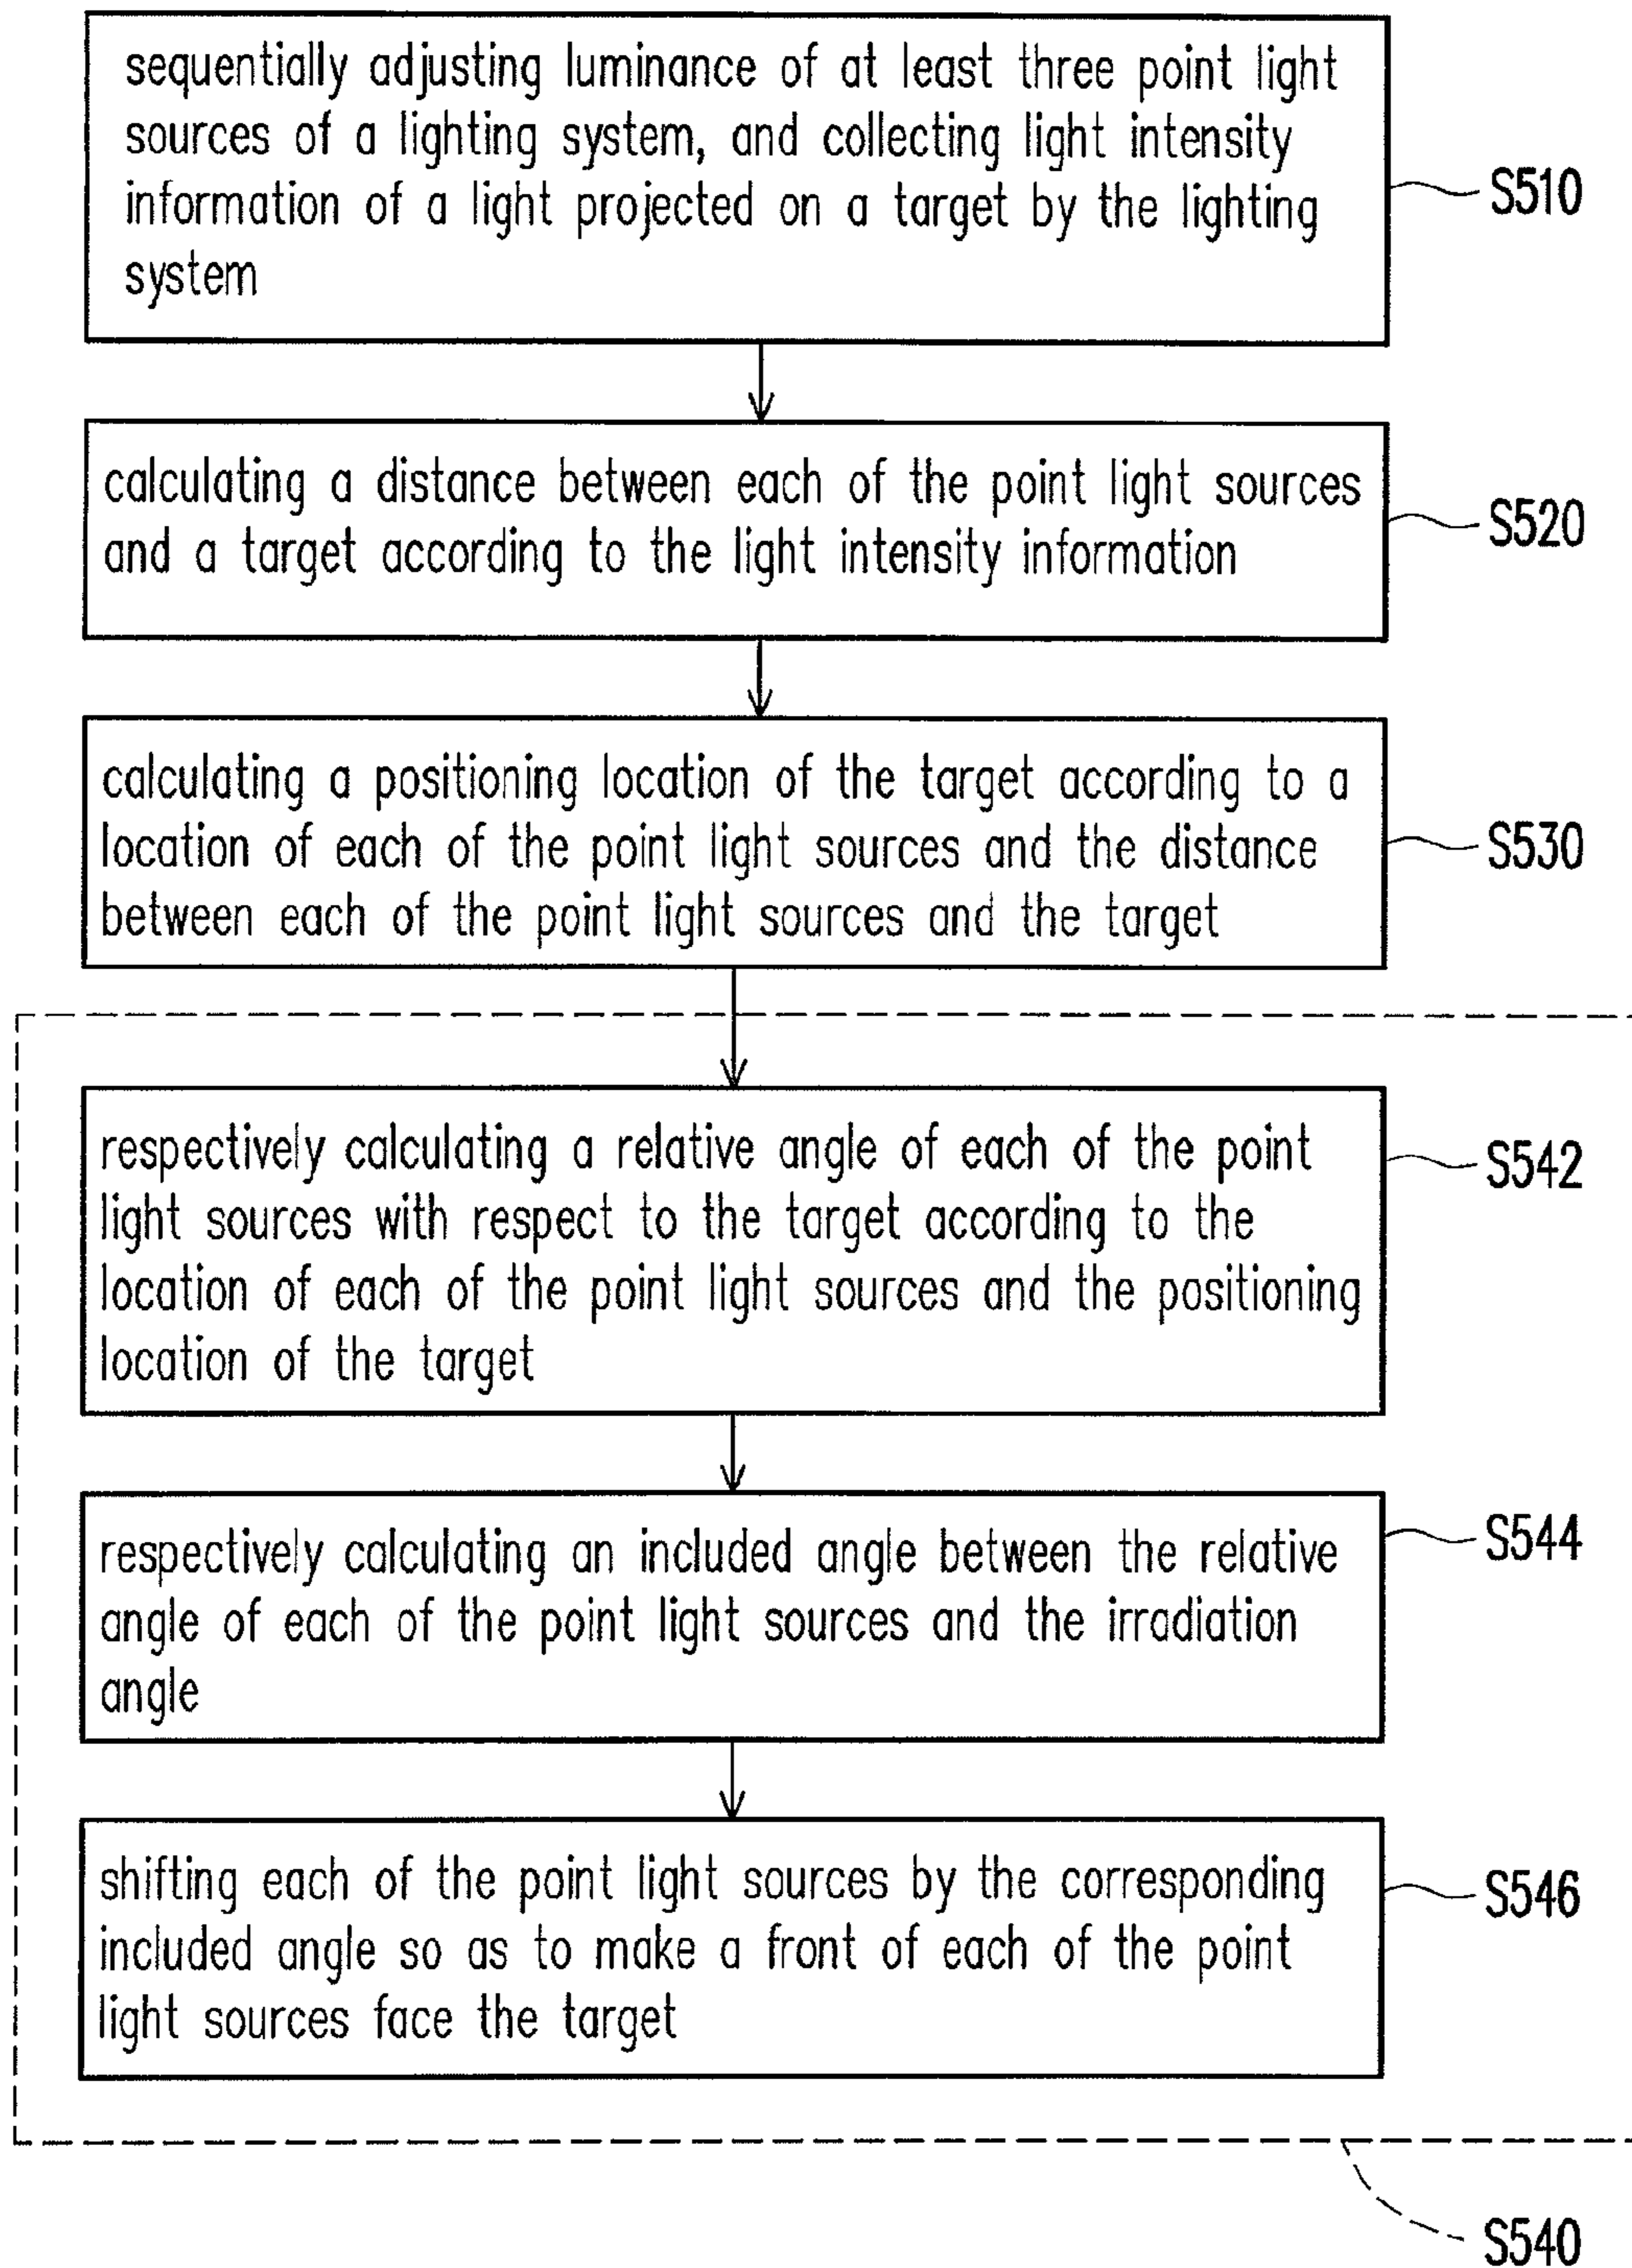 sequentially adjusting luminance of at least three point light
sources of a lighting system, and collecting light intensity
information of a light projected on a target by the lighting
system
S510
calculating a distance between each of the point light sources
and a target according to the light intensity information
S520
calculating a positioning location of the target according to a
location of each of the point light sources and the distance
between each of the point light sources and the target
S530
respectively calculating a relative angle of each of the point
light sources with respect to the target according to the
location of each of the point light sources and the positioning
location of the target
S542
respectively calculating an included angle between the relative
angle of each of the point light sources and the irradiation
angle
S544
shifting each of the point light sources by the corresponding
included angle so as to make a front of each of the point
light sources face the target
S546
S540